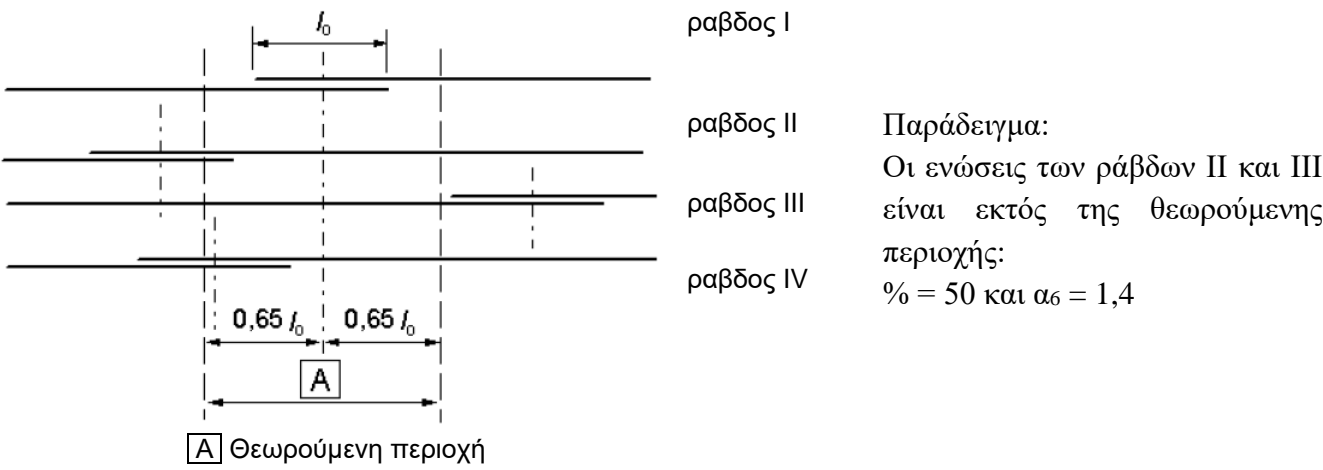 l₀
ραβδος I
ραβδος II
ραβδος III
ραβδος IV
Παράδειγμα:
Οι ενώσεις των ράβδων II και III
είναι εκτός της θεωρούμενης
περιοχής:
% = 50 και α₆ = 1,4
0,65 l₀ 0,65 l₀
A
A Θεωρούμενη περιοχή